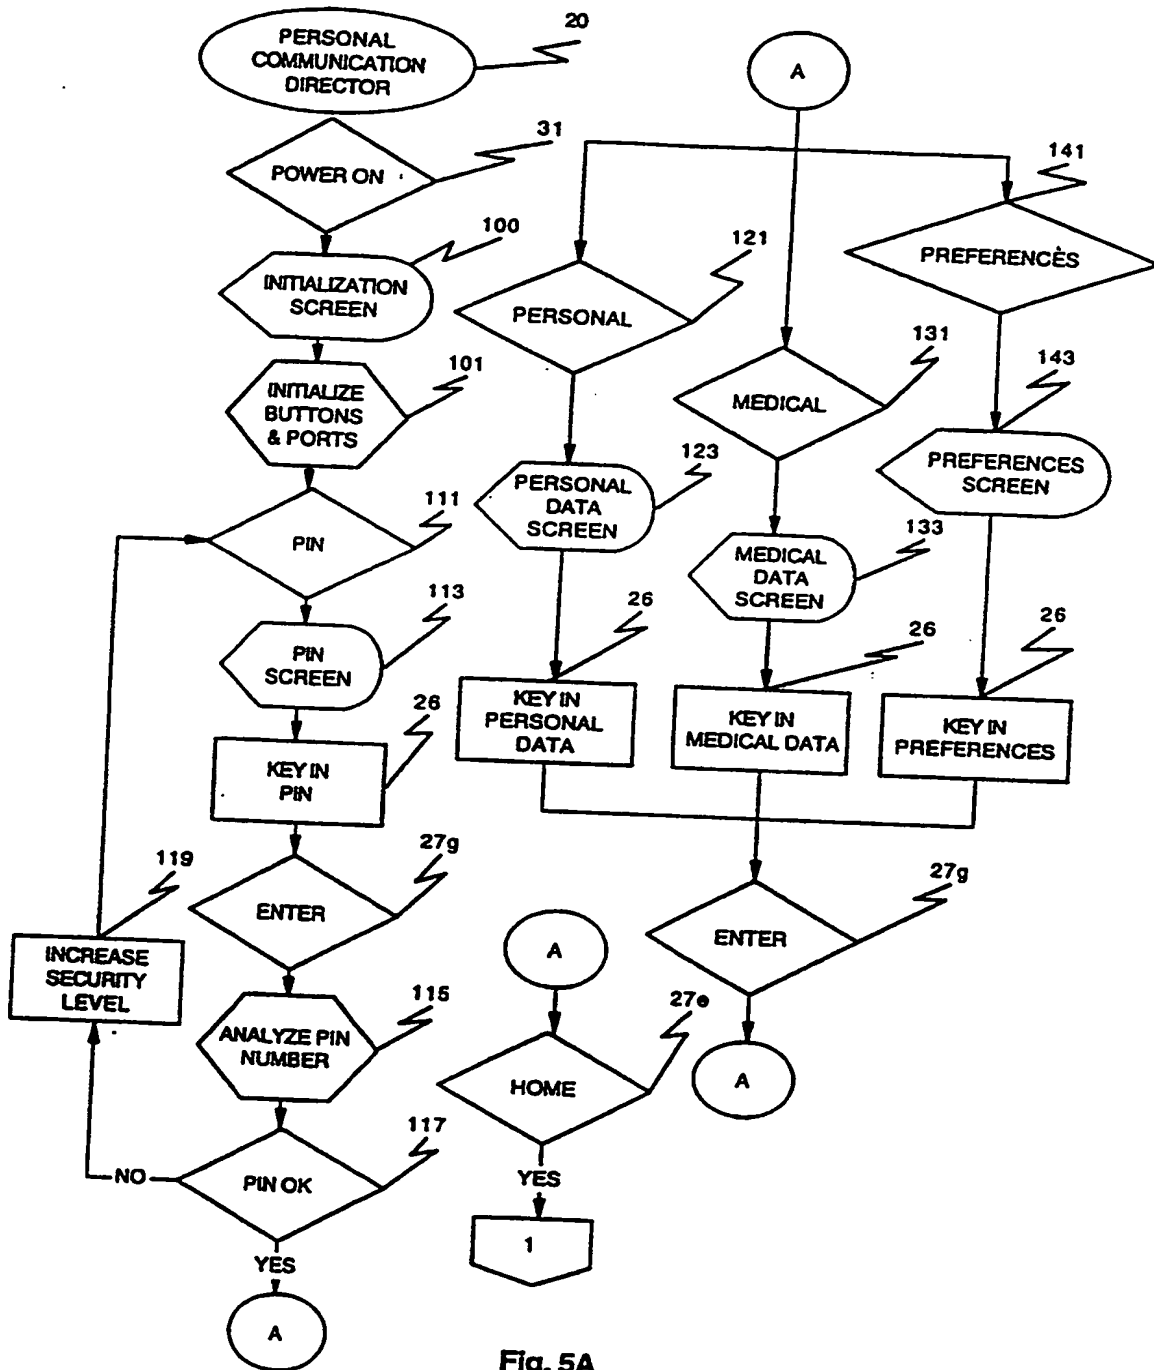 PERSONAL
COMMUNICATION
DIRECTOR
20
POWER ON
31
INITIALIZATION
SCREEN
100
INITIALIZE
BUTTONS
& PORTS
101
PIN
111
PIN
SCREEN
113
KEY IN
PIN
26
ENTER
27g
INCREASE
SECURITY
LEVEL
119
ANALYZE PIN
NUMBER
115
PIN OK
117
NO
YES
A
A
PERSONAL
121
PERSONAL
DATA
SCREEN
123
KEY IN
PERSONAL
DATA
26
MEDICAL
131
MEDICAL
DATA
SCREEN
133
KEY IN
MEDICAL DATA
26
PREFERENCES
141
PREFERENCES
SCREEN
143
KEY IN
PREFERENCES
26
ENTER
27g
A
A
HOME
27e
YES
1
Fig. 5A